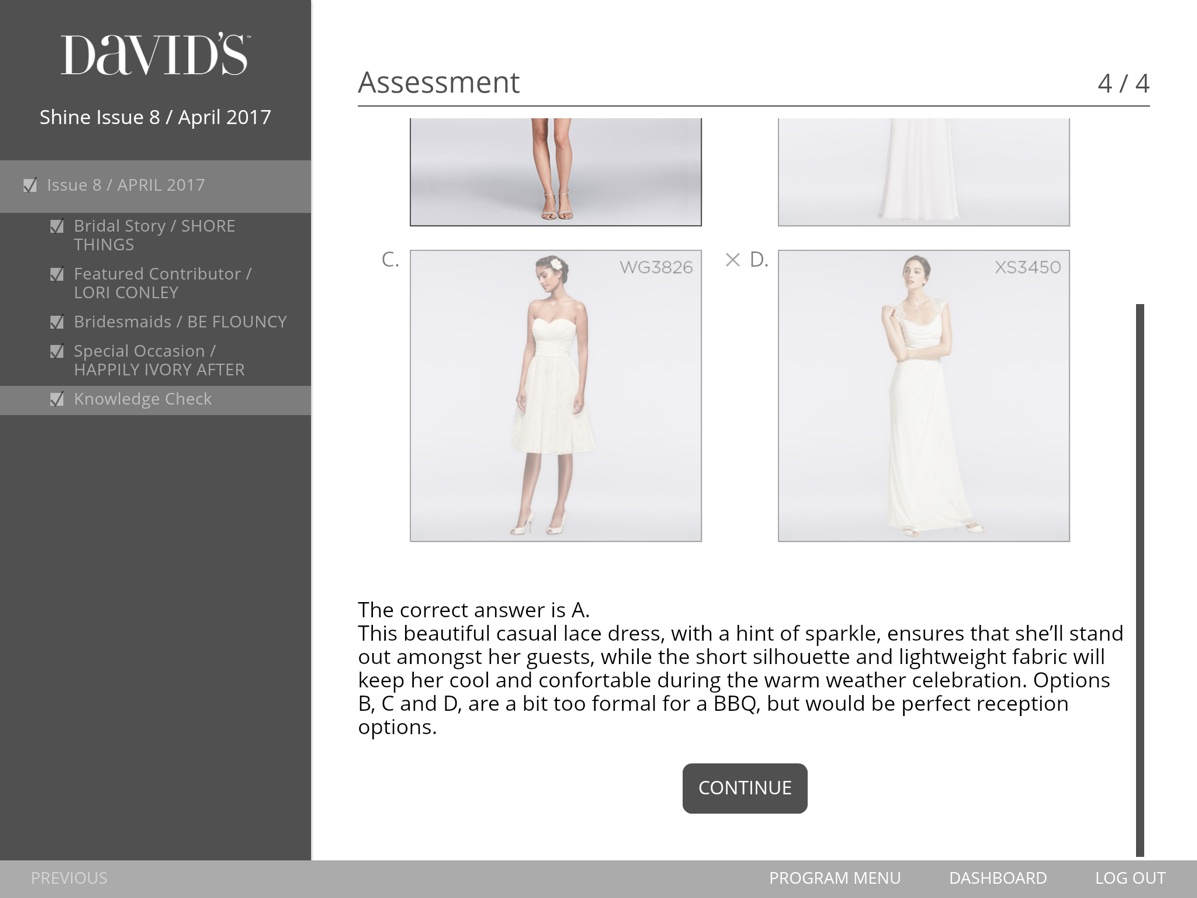 DAVID'S™
Shine Issue 8 / April 2017
Issue 8 / APRIL 2017
Bridal Story / SHORE
THINGS
Featured Contributor /
LORI CONLEY
Bridesmaids / BE FLOUNCY
Special Occasion /
HAPPILY IVORY AFTER
Knowledge Check
Assessment
4 / 4
C.
WG3826
D.
XS3450
The correct answer is A.
This beautiful casual lace dress, with a hint of sparkle, ensures that she’ll stand
out amongst her guests, while the short silhouette and lightweight fabric will
keep her cool and confortable during the warm weather celebration. Options
B, C and D, are a bit too formal for a BBQ, but would be perfect reception
options.
CONTINUE
PREVIOUS
PROGRAM MENU
DASHBOARD
LOG OUT